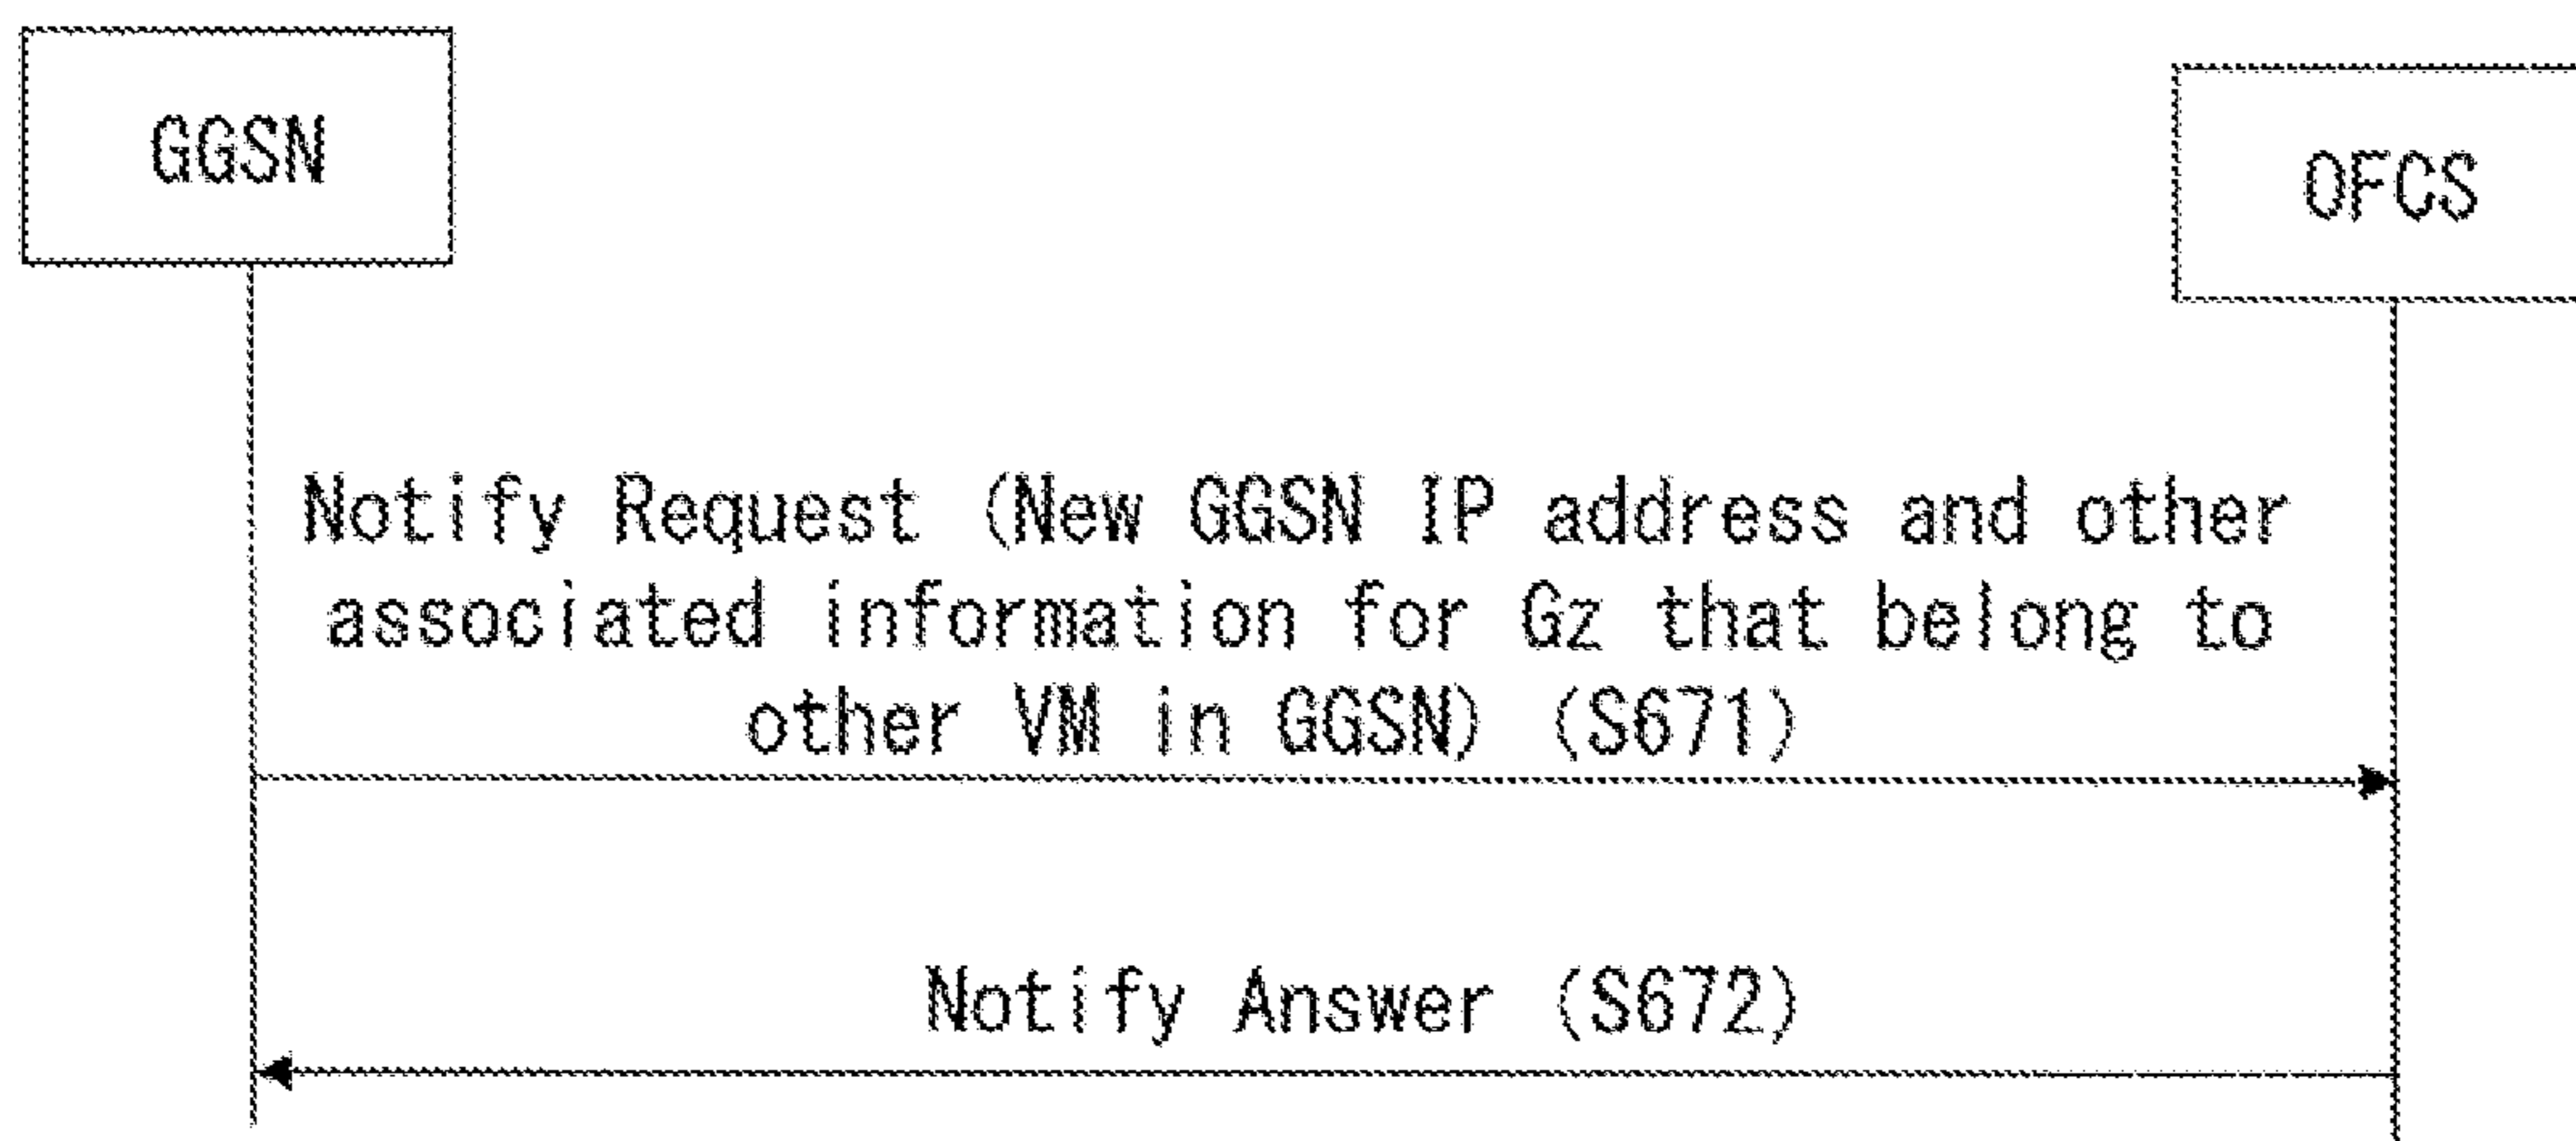 GGSN
OFCS
Notify Request (New GGSN IP address and other
associated information for Gz that belong to
other VM in GGSN) (S671)
Notify Answer (S672)